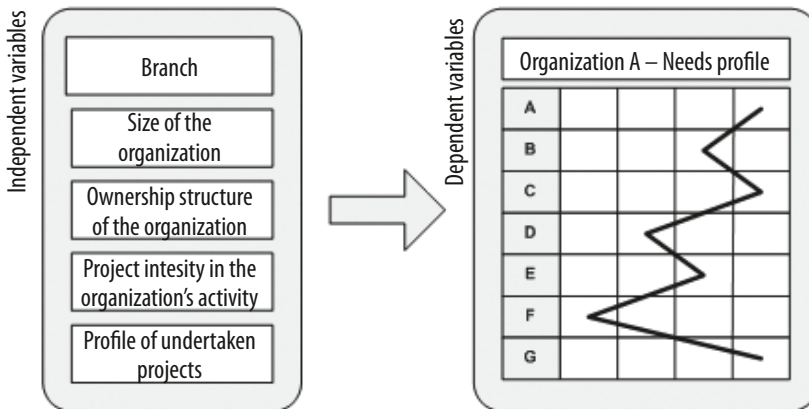 Independent variables
Branch
Size of the
organization
Ownership structure
of the organization
Project intesity in the
organization's activity
Profile of undertaken
projects
Dependent variables
Organization A – Needs profile
A
B
C
D
E
F
G